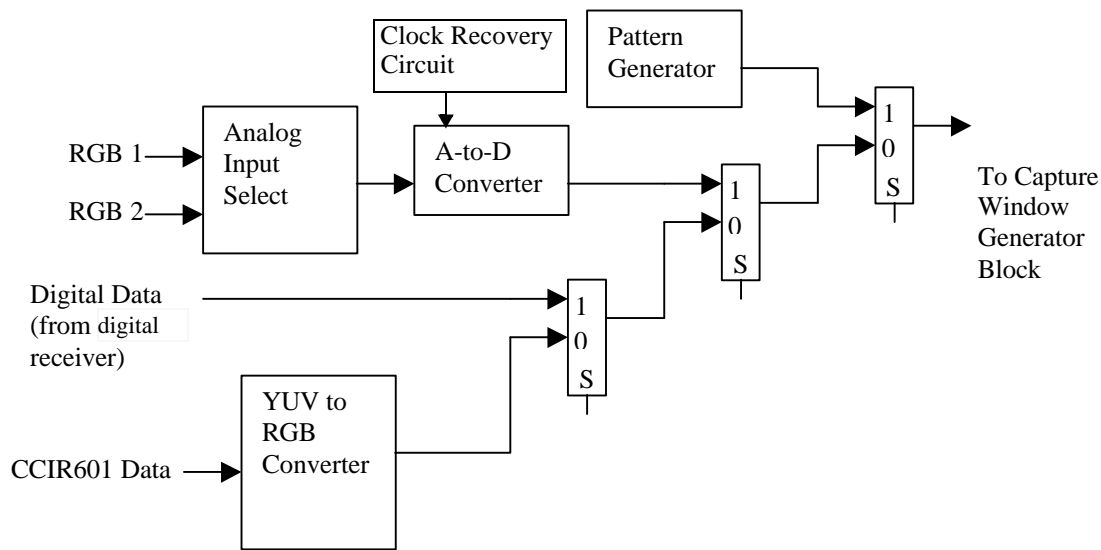 Clock Recovery
Circuit
Pattern
Generator
Analog
Input
Select
A-to-D
Converter
RGB 1
RGB 2
1
0
S
1
0
S
To Capture
Window
Generator
Block
Digital Data
(from digital
receiver)
1
0
S
YUV to
RGB
Converter
CCIR601 Data